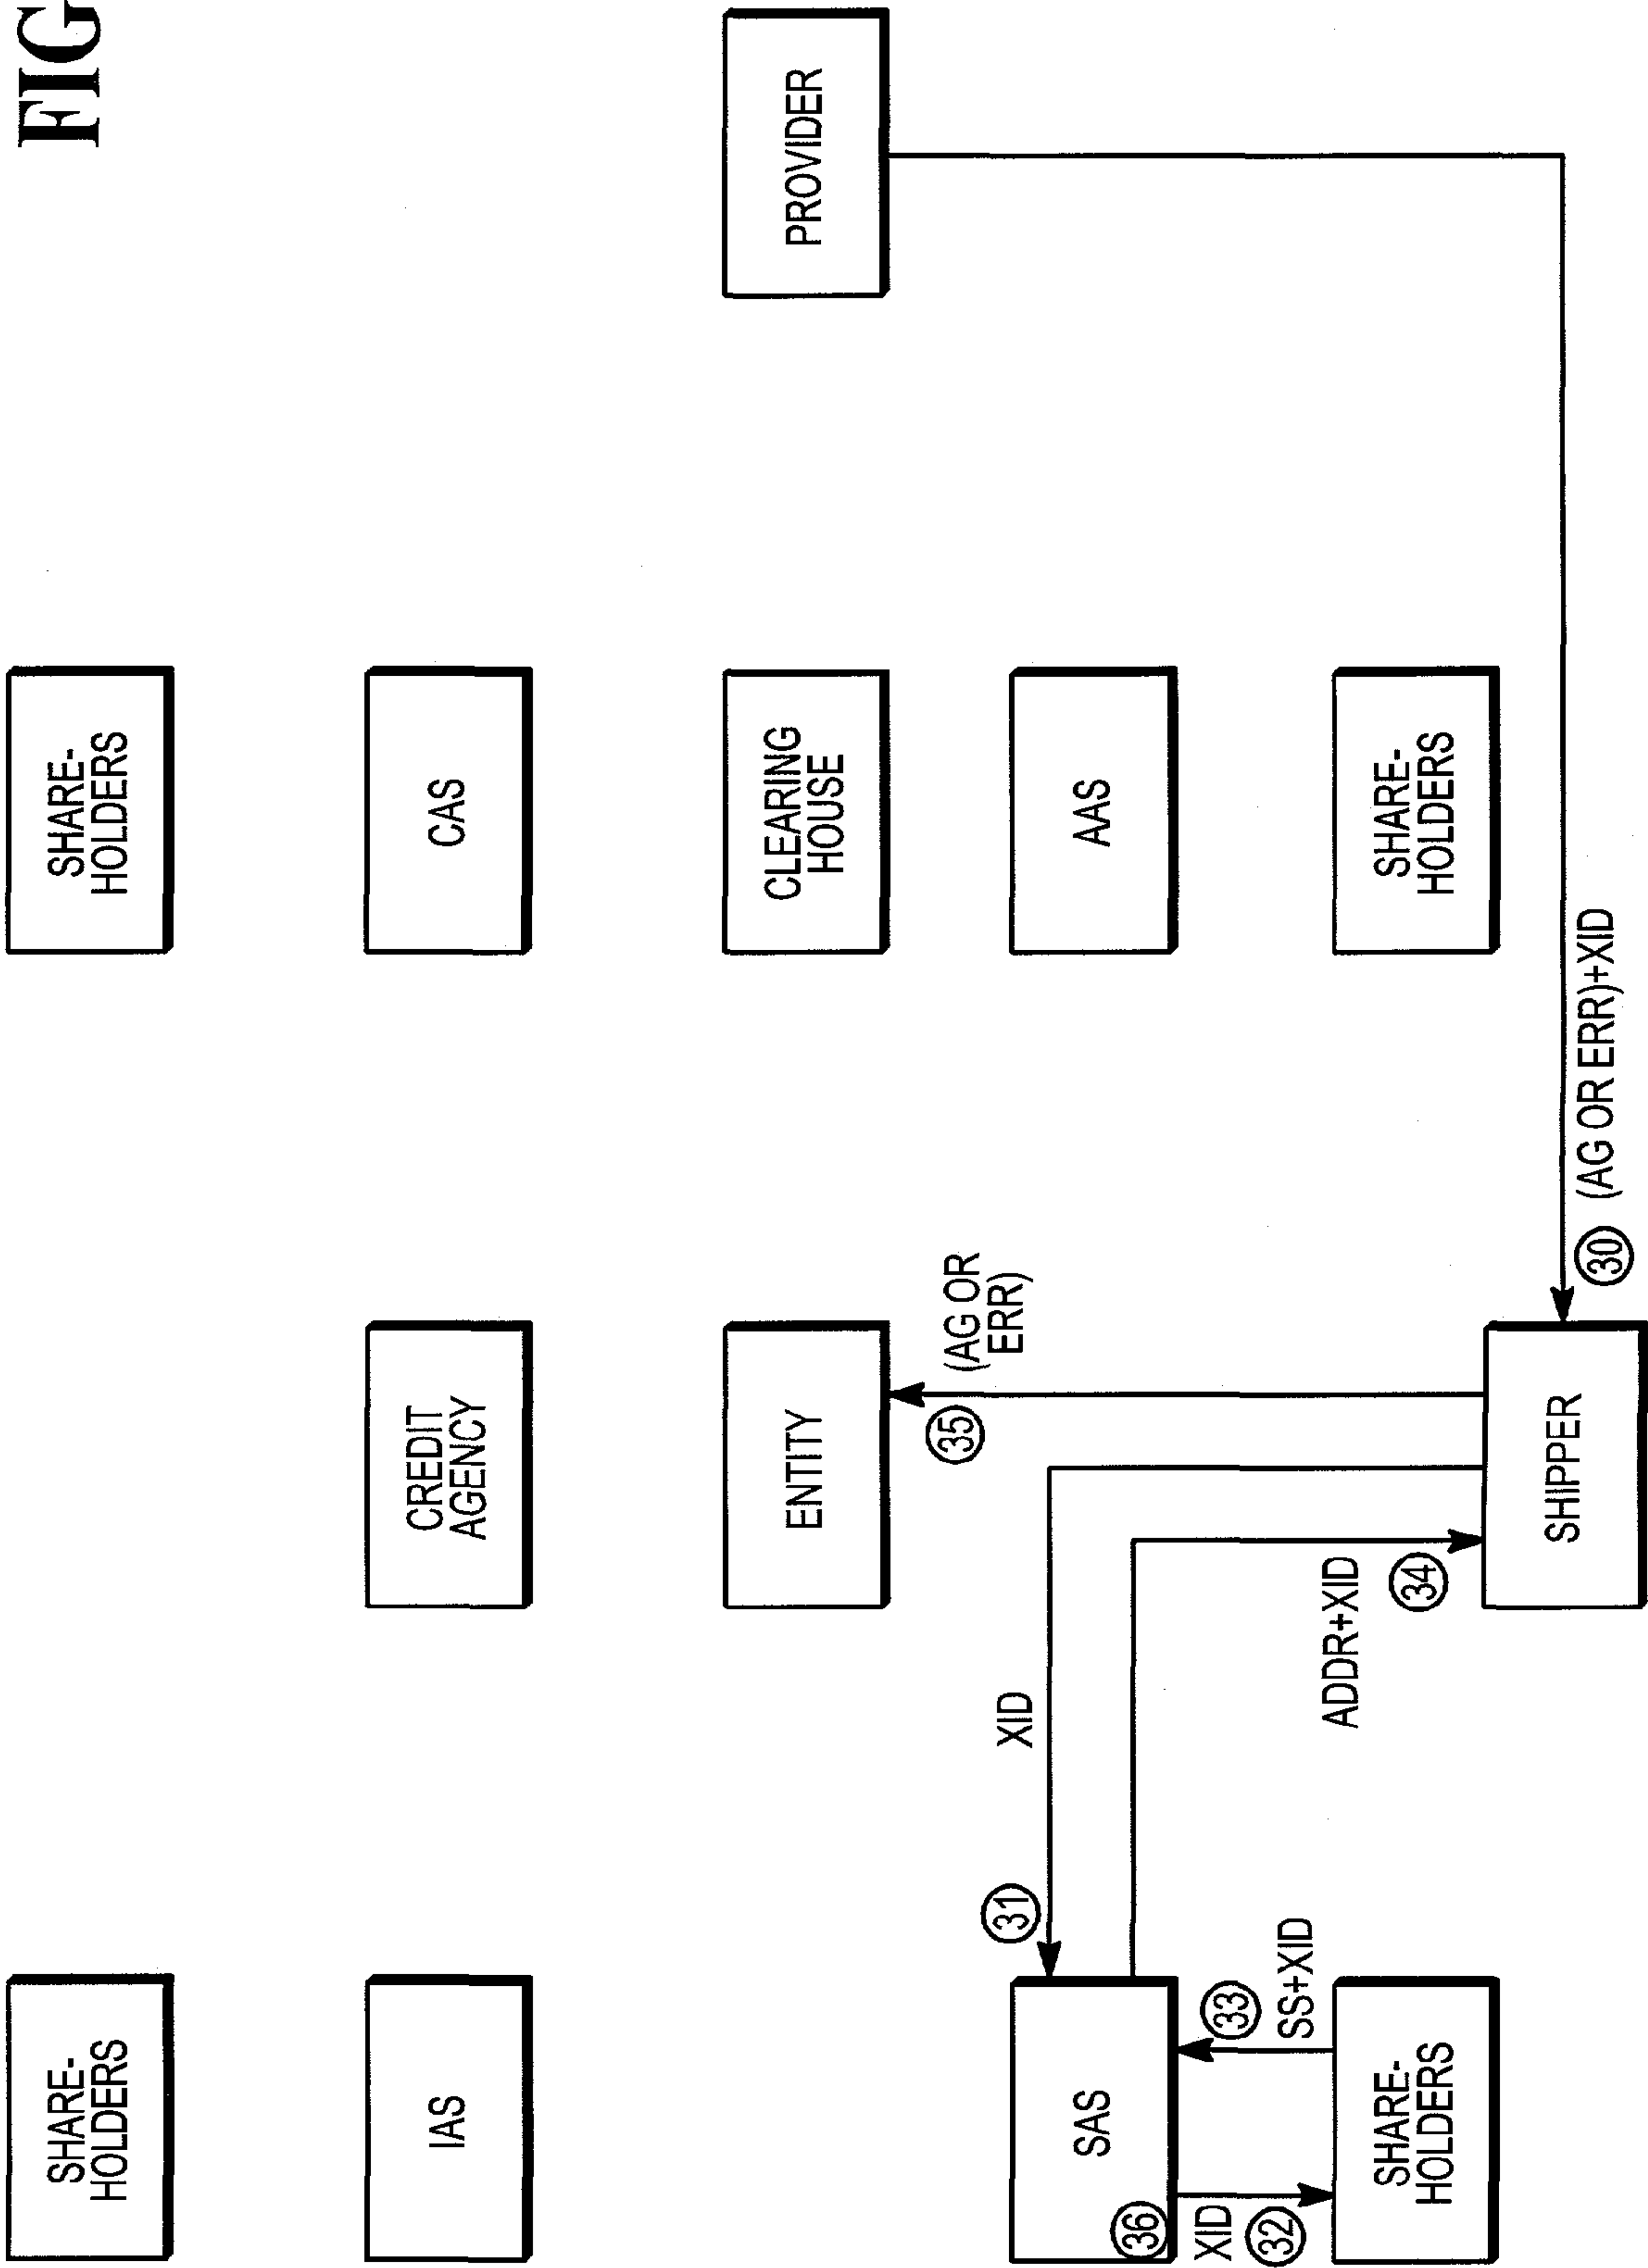 FIG
SHARE-
HOLDERS
SHARE-
HOLDERS
IAS
CREDIT
AGENCY
CAS
ENTITY
CLEARING
HOUSE
PROVIDER
35
(AG OR
ERR)
31
XID
SAS
36
AAS
XID
32
33
SS+XID
ADDR+XID
34
SHARE-
HOLDERS
SHARE-
HOLDERS
SHIPPER
30 (AG OR ERR)+XID